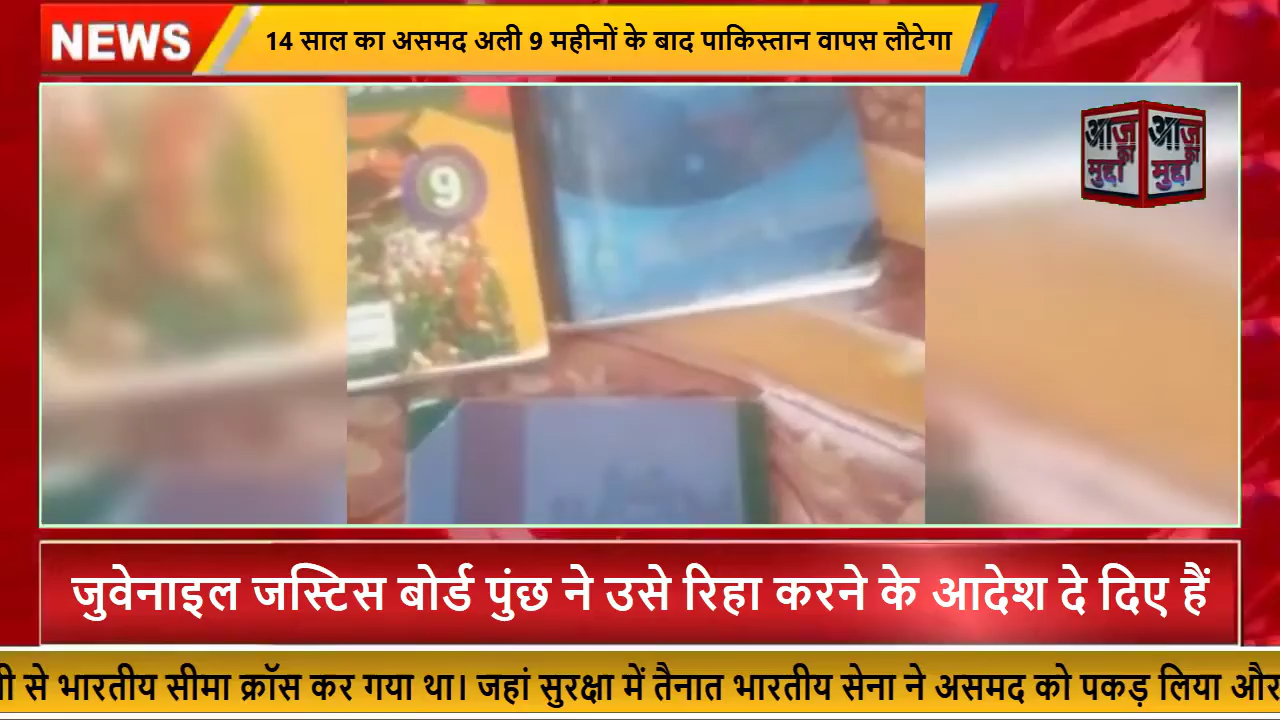 NEWS
14 साल का असमद अली 9 महीनों के बाद पाकिस्तान वापस लौटेगा
आज का मुद्दा
आज का मुद्दा
9
जुवेनाइल जस्टिस बोर्ड पुंछ ने उसे रिहा करने के आदेश दे दिए हैं
से भारतीय सीमा क्रॉस कर गया था। जहां सुरक्षा में तैनात भारतीय सेना ने असमद को पकड़ लिया और